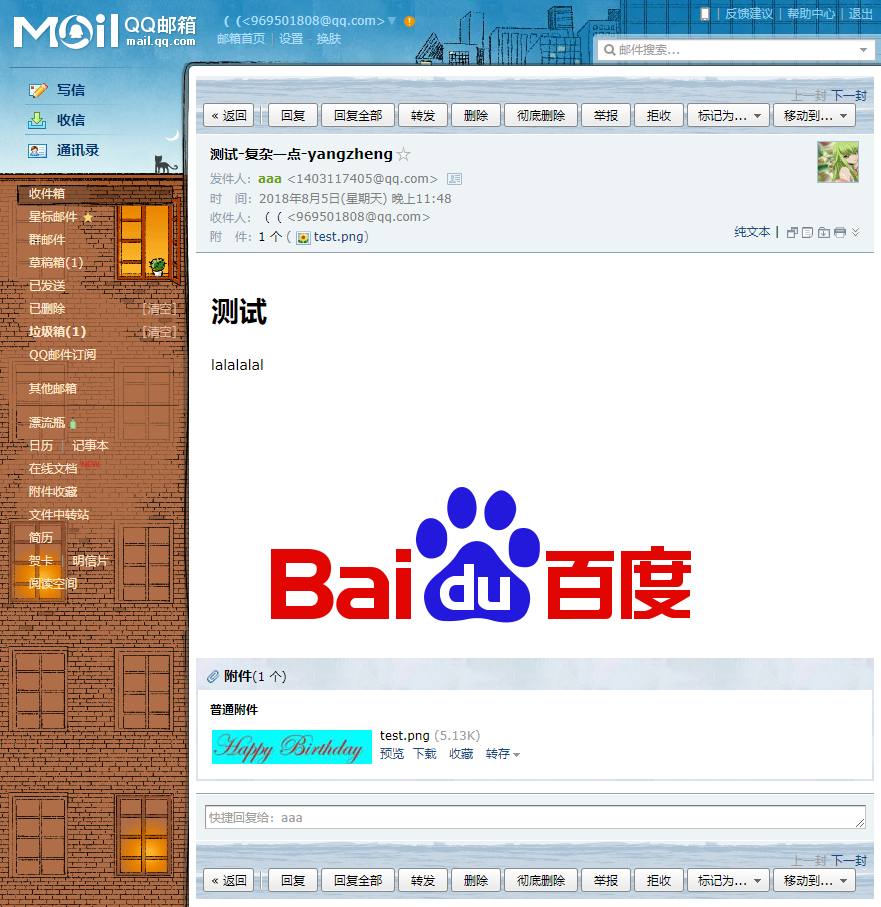 Mail QQ邮箱 mail.qq.com
( (<969501808@qq.com>
邮箱首页 | 设置 - 换肤
反馈建议 | 帮助中心 | 退出
邮件搜索...
写信
收信
通讯录
收件箱
星标邮件
群邮件
草稿箱(1)
已发送
已删除 [清空]
垃圾箱(1) [清空]
QQ邮件订阅
其他邮箱
漂流瓶
日历 | 记事本
在线文档 NEW
附件收藏
文件中转站
简历
贺卡 | 明信片
阅读空间
上一封 下一封
« 返回 回复 回复全部 转发 删除 彻底删除 举报 拒收 标记为... 移动到...
测试-复杂一点-yangzheng
发件人: aaa <1403117405@qq.com>
时 间: 2018年8月5日(星期天) 晚上11:48
收件人: ( ( <969501808@qq.com>
附 件: 1 个 ( test.png)
纯文本 |
测试
lalalalal
Bai du 百度
附件(1 个)
普通附件
Happy Birthday
test.png (5.13K)
预览 下载 收藏 转存
快捷回复给: aaa
上一封 下一封
« 返回 回复 回复全部 转发 删除 彻底删除 举报 拒收 标记为... 移动到...